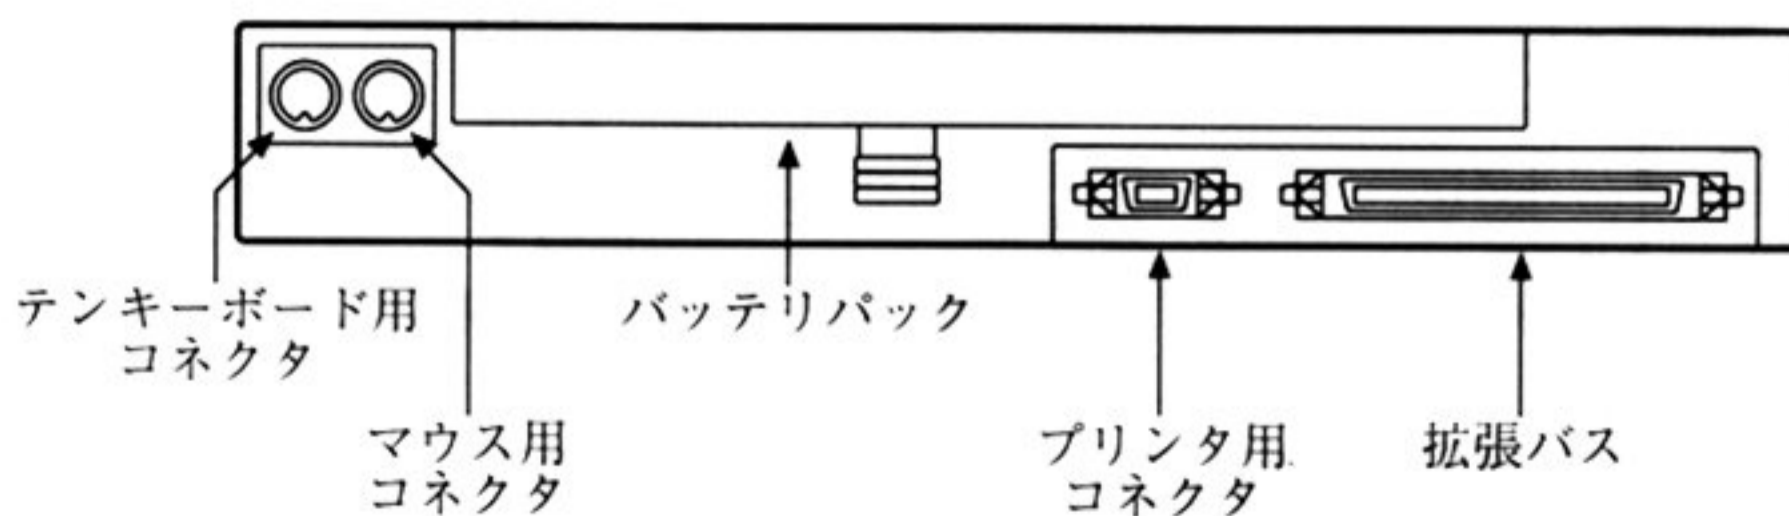 テンキーボード用
コネクタ
バッテリパック
マウス用
コネクタ
プリンタ用
コネクタ
拡張バス